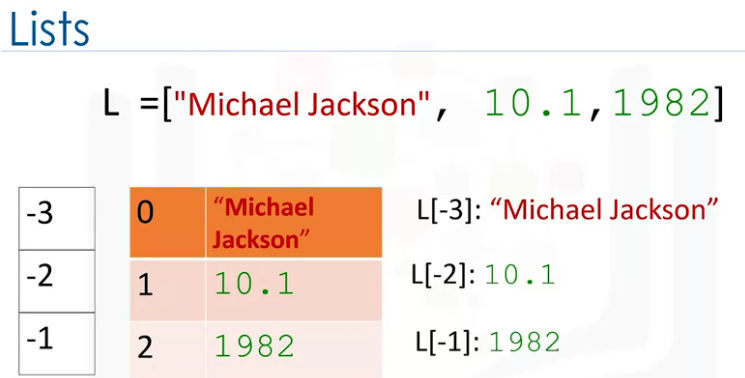 Lists
L =["Michael Jackson", 10.1,1982]
-3 0 “Michael Jackson” L[-3]: “Michael Jackson”
-2 1 10.1 L[-2]: 10.1
-1 2 1982 L[-1]: 1982